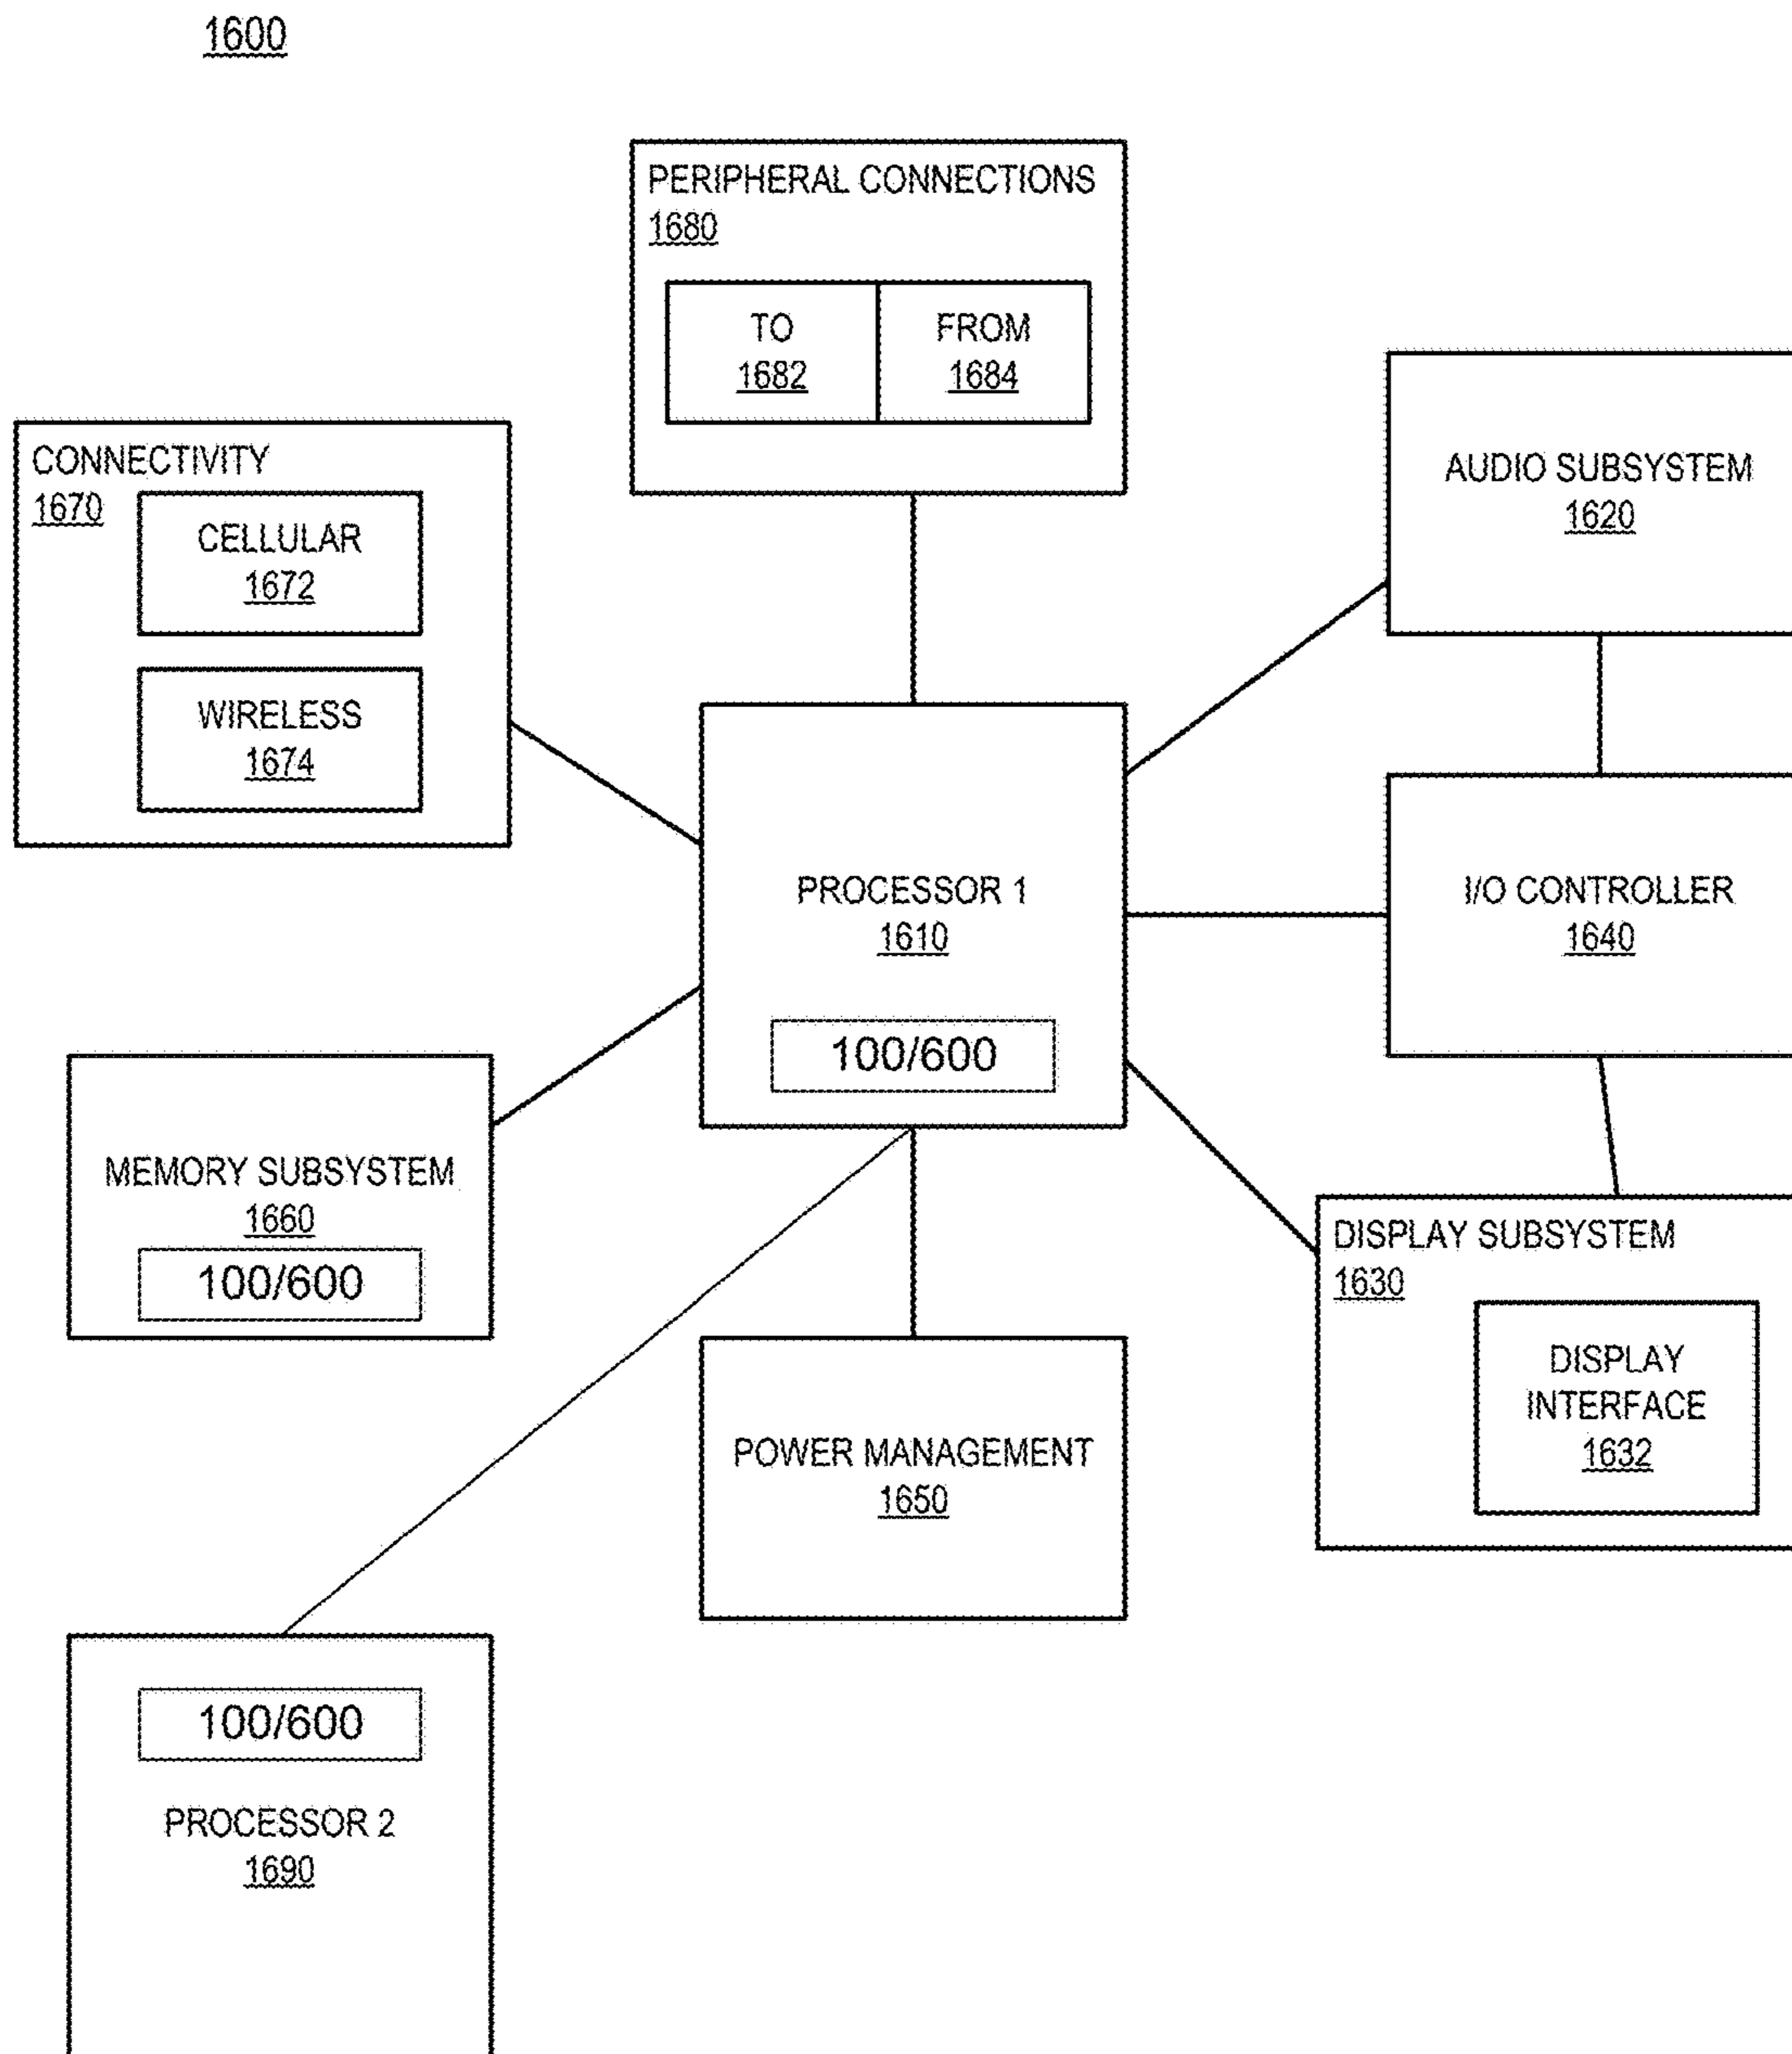 1600
PERIPHERAL CONNECTIONS
1680
TO
1682
FROM
1684
CONNECTIVITY
1670
CELLULAR
1672
WIRELESS
1674
AUDIO SUBSYSTEM
1620
PROCESSOR 1
1610
100/600
I/O CONTROLLER
1640
MEMORY SUBSYSTEM
1660
100/600
DISPLAY SUBSYSTEM
1630
DISPLAY
INTERFACE
1632
POWER MANAGEMENT
1650
100/600
PROCESSOR 2
1690